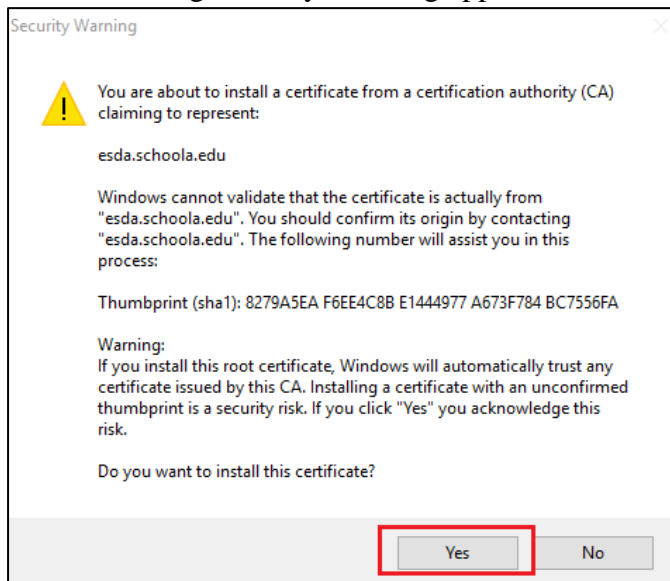 Security Warning
You are about to install a certificate from a certification authority (CA)
claiming to represent:
esda.schoola.edu
Windows cannot validate that the certificate is actually from
"esda.schoola.edu". You should confirm its origin by contacting
"esda.schoola.edu". The following number will assist you in this
process:
Thumbprint (sha1): 8279A5EA F6EE4C8B E1444977 A673F784 BC7556FA
Warning:
If you install this root certificate, Windows will automatically trust any
certificate issued by this CA. Installing a certificate with an unconfirmed
thumbprint is a security risk. If you click "Yes" you acknowledge this
risk.
Do you want to install this certificate?
Yes No